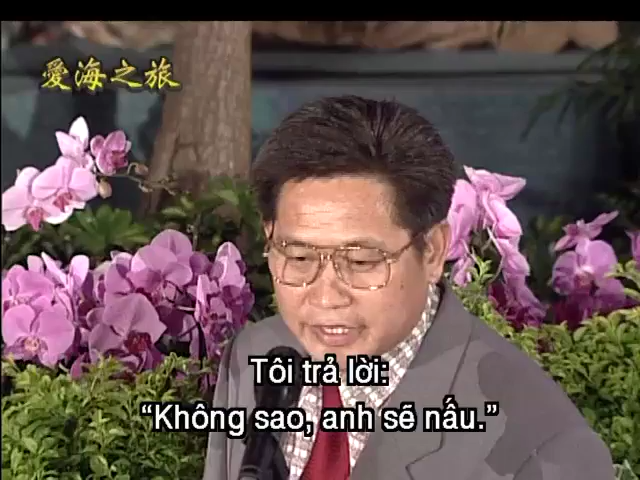 愛海之旅
Tôi trả lời:
“Không sao, anh sẽ nấu.”